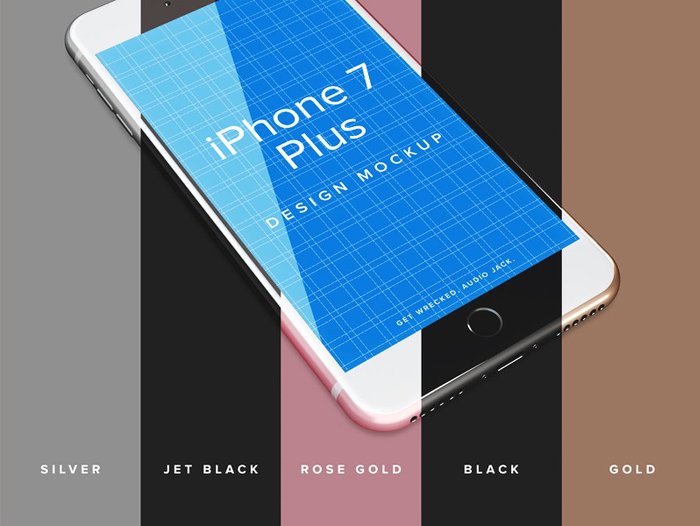 iPhone 7
Plus
DESIGN MOCKUP
GET WRECKED, AUDIO JACK.
SILVER
JET BLACK
ROSE GOLD
BLACK
GOLD